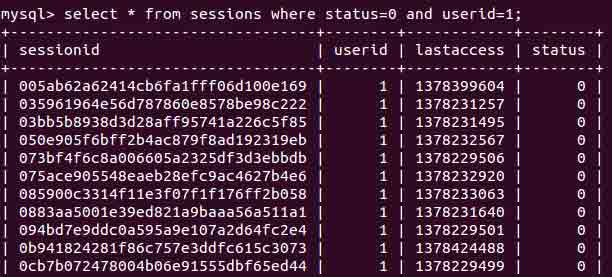 mysql> select * from sessions where status=0 and userid=1;
+----------------------------------+--------+------------+--------+
| sessionid                        | userid | lastaccess | status |
+----------------------------------+--------+------------+--------+
| 005ab62a62414cb6fa1fff06d100e169 |      1 | 1378399604 |      0 |
| 035961964e56d787860e8578be98c222 |      1 | 1378231257 |      0 |
| 03bb5b8938d3d28aff95741a226c5f85 |      1 | 1378231495 |      0 |
| 050e905f6bff2b4ac879f8ad192319eb |      1 | 1378232567 |      0 |
| 073bf4f6c8a006605a2325df3d3ebbdb |      1 | 1378229506 |      0 |
| 075ace905548eaeb28efc9ac4627b4e6 |      1 | 1378232920 |      0 |
| 085900c3314f11e3f07f1f176ff2b058 |      1 | 1378233063 |      0 |
| 0883aa5001e39ed821a9baaa56a511a1 |      1 | 1378231640 |      0 |
| 094bd7e9ddc0a595a9e107a2d64fc2e4 |      1 | 1378229501 |      0 |
| 0b941824281f86c757e3ddfc615c3073 |      1 | 1378424488 |      0 |
| 0cb7b072478004b06e91555dbf65ed44 |      1 | 1378229499 |      0 |